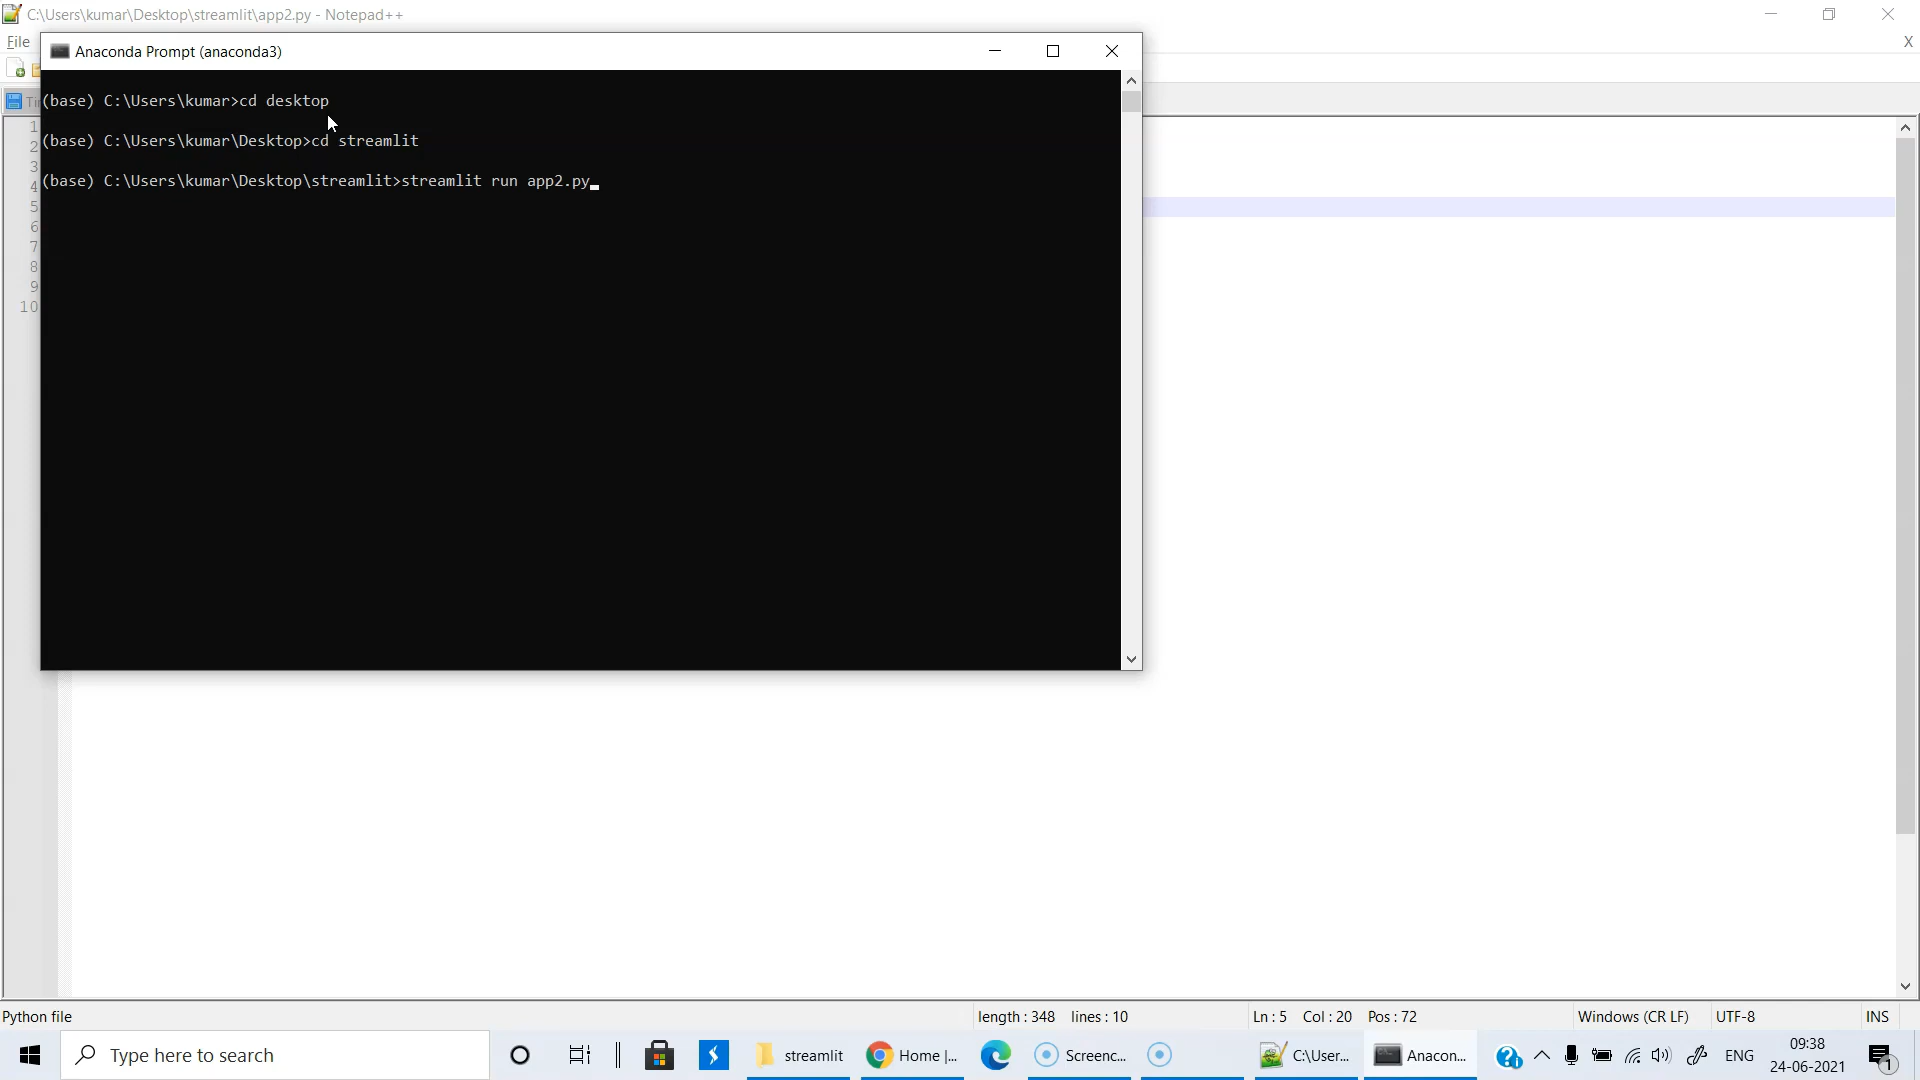 C:\Users\kumar\Desktop\streamlit\app2.py - Notepad++
File
X
Anaconda Prompt (anaconda3)
(base) C:\Users\kumar>cd desktop
(base) C:\Users\kumar\Desktop>cd streamlit
(base) C:\Users\kumar\Desktop\streamlit>streamlit run app2.py
1
2
3
4
5
6
7
8
9
10
Python file
length : 348 lines : 10
Ln : 5 Col : 20 Pos : 72
Windows (CR LF)
UTF-8
INS
Type here to search
streamlit
Home |...
Screenc...
C:\User...
Anacon...
ENG
09:38
24-06-2021
1